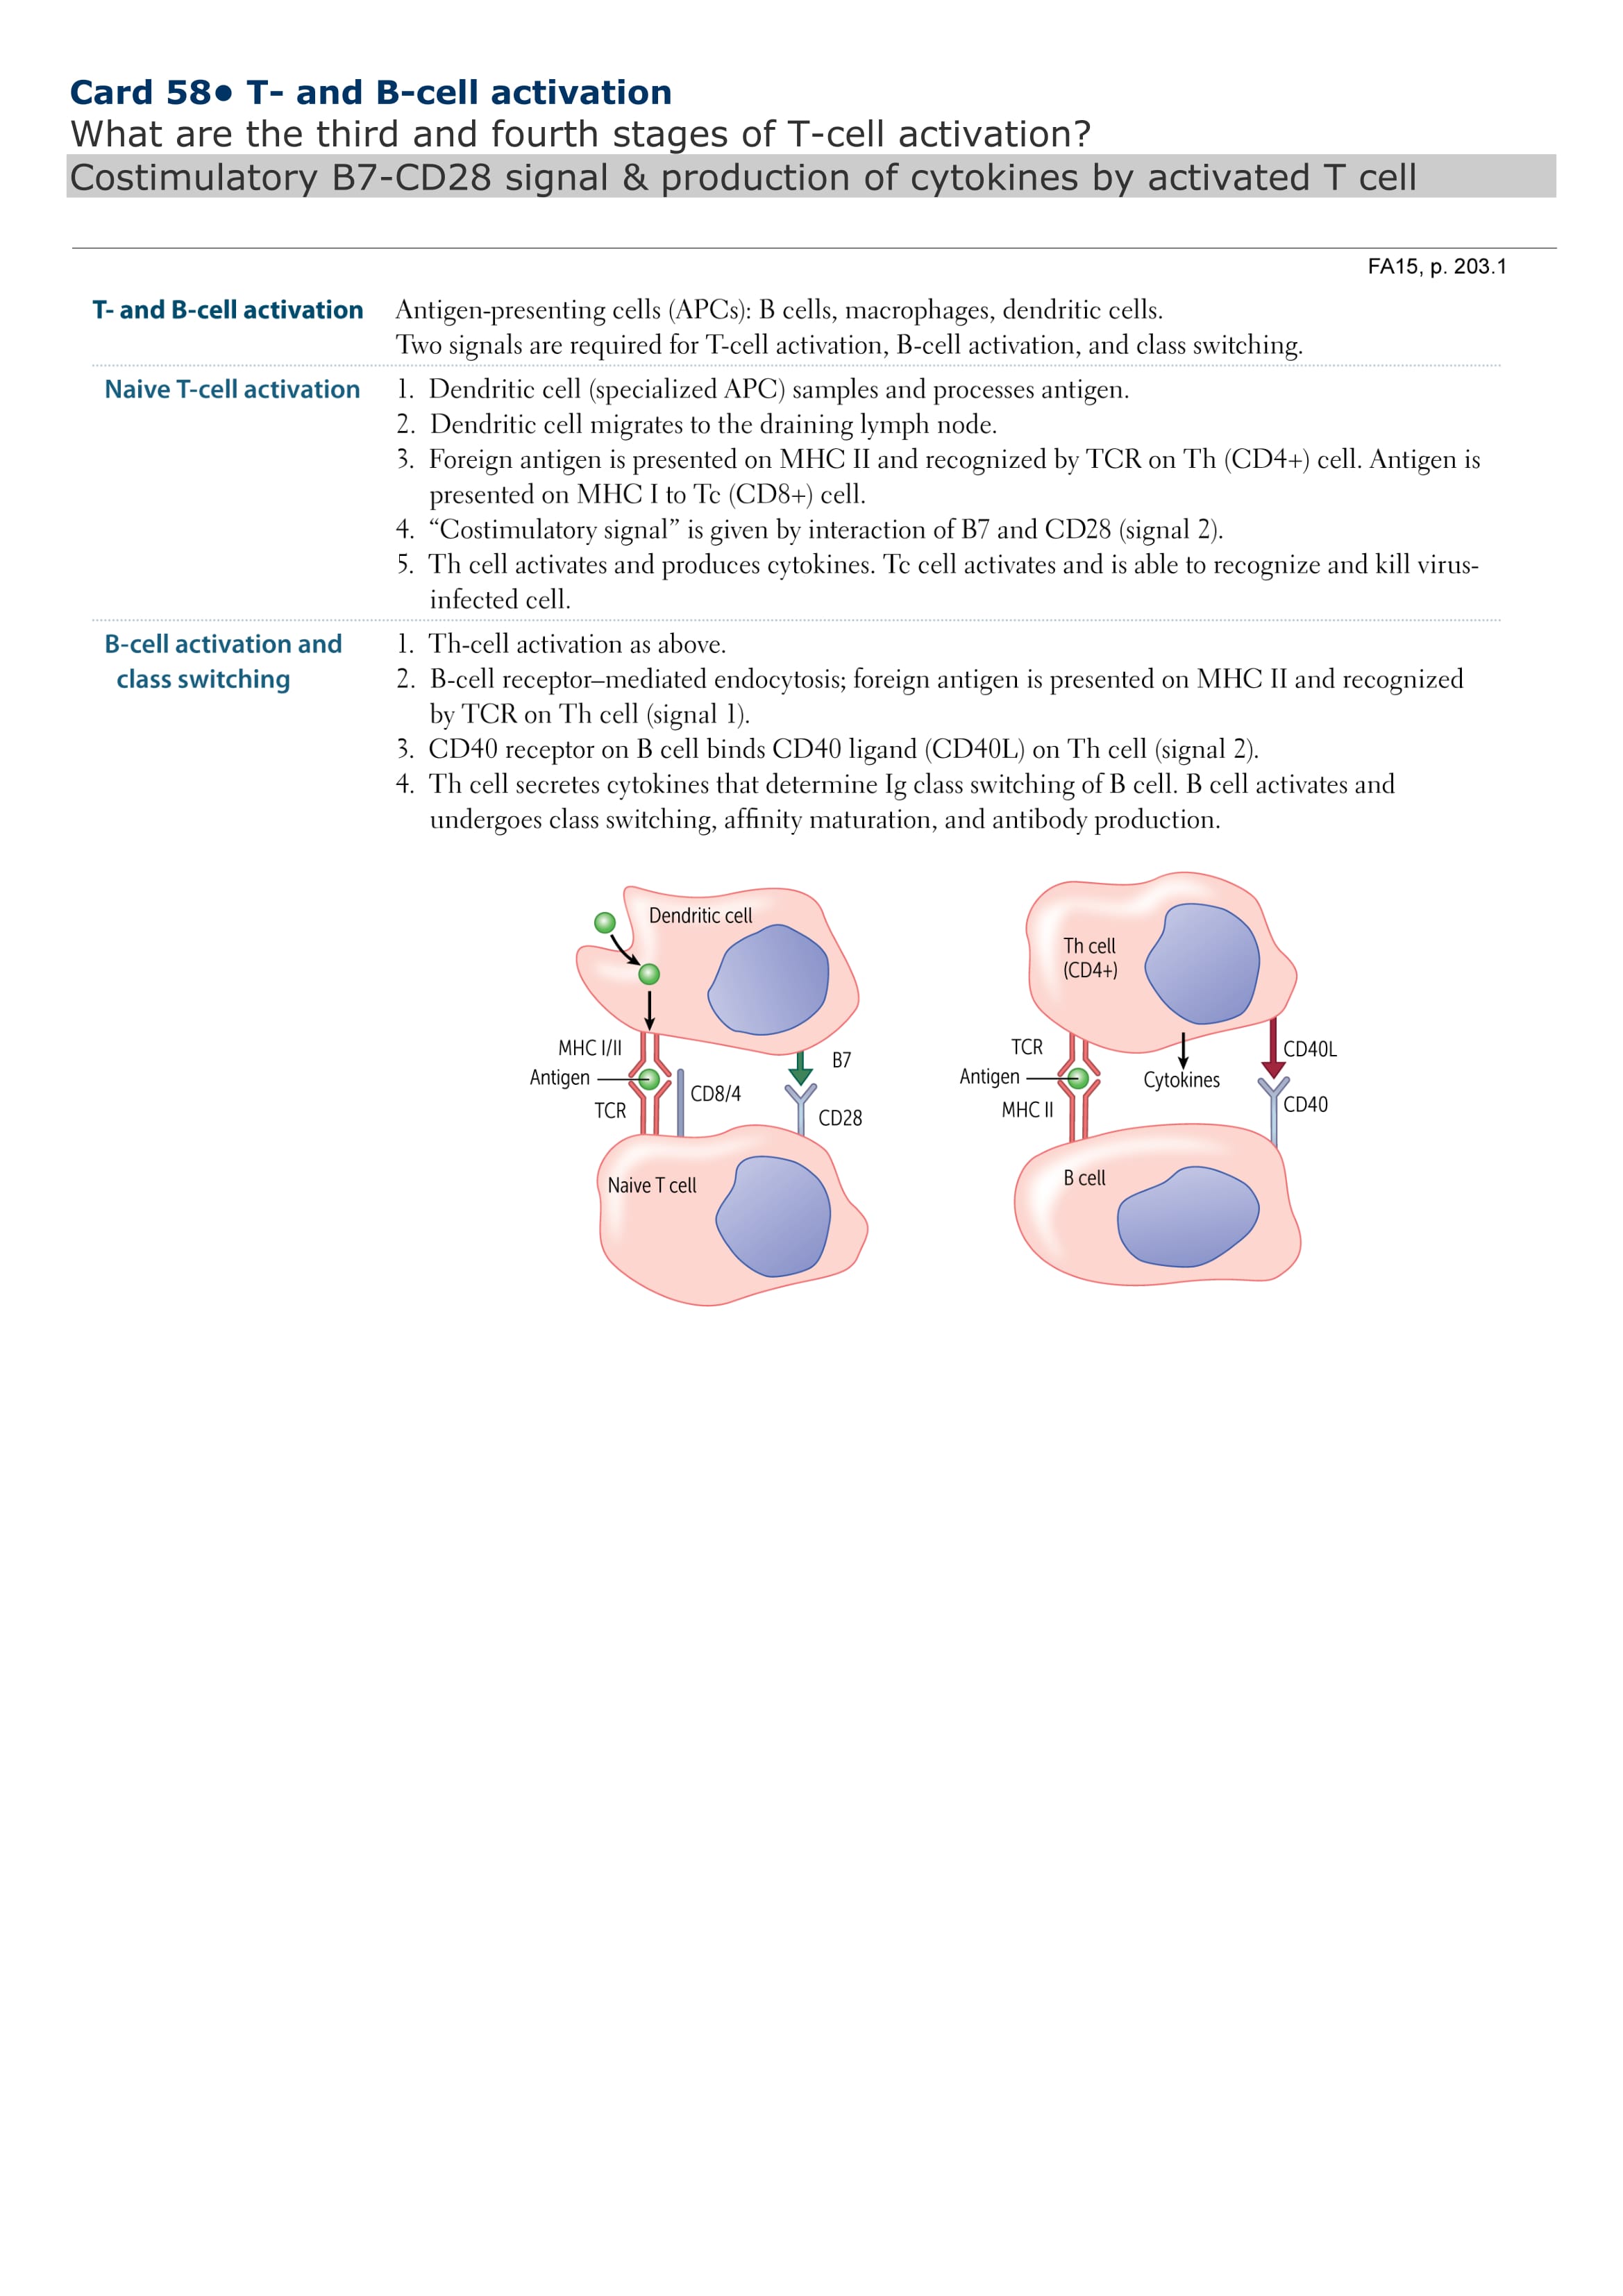 Card 58● T- and B-cell activation
What are the third and fourth stages of T-cell activation?
Costimulatory B7-CD28 signal & production of cytokines by activated T cell
FA15, p. 203.1
T- and B-cell activation
Antigen-presenting cells (APCs): B cells, macrophages, dendritic cells.
Two signals are required for T-cell activation, B-cell activation, and class switching.
Naive T-cell activation
1. Dendritic cell (specialized APC) samples and processes antigen.
2. Dendritic cell migrates to the draining lymph node.
3. Foreign antigen is presented on MHC II and recognized by TCR on Th (CD4+) cell. Antigen is
presented on MHC I to Tc (CD8+) cell.
4. “Costimulatory signal” is given by interaction of B7 and CD28 (signal 2).
5. Th cell activates and produces cytokines. Tc cell activates and is able to recognize and kill virus-
infected cell.
B-cell activation and
class switching
1. Th-cell activation as above.
2. B-cell receptor–mediated endocytosis; foreign antigen is presented on MHC II and recognized
by TCR on Th cell (signal 1).
3. CD40 receptor on B cell binds CD40 ligand (CD40L) on Th cell (signal 2).
4. Th cell secretes cytokines that determine Ig class switching of B cell. B cell activates and
undergoes class switching, affinity maturation, and antibody production.
Dendritic cell
MHC I/II
Antigen
TCR
CD8/4
B7
CD28
Naive T cell
Th cell
(CD4+)
TCR
Antigen
MHC II
Cytokines
CD40L
CD40
B cell